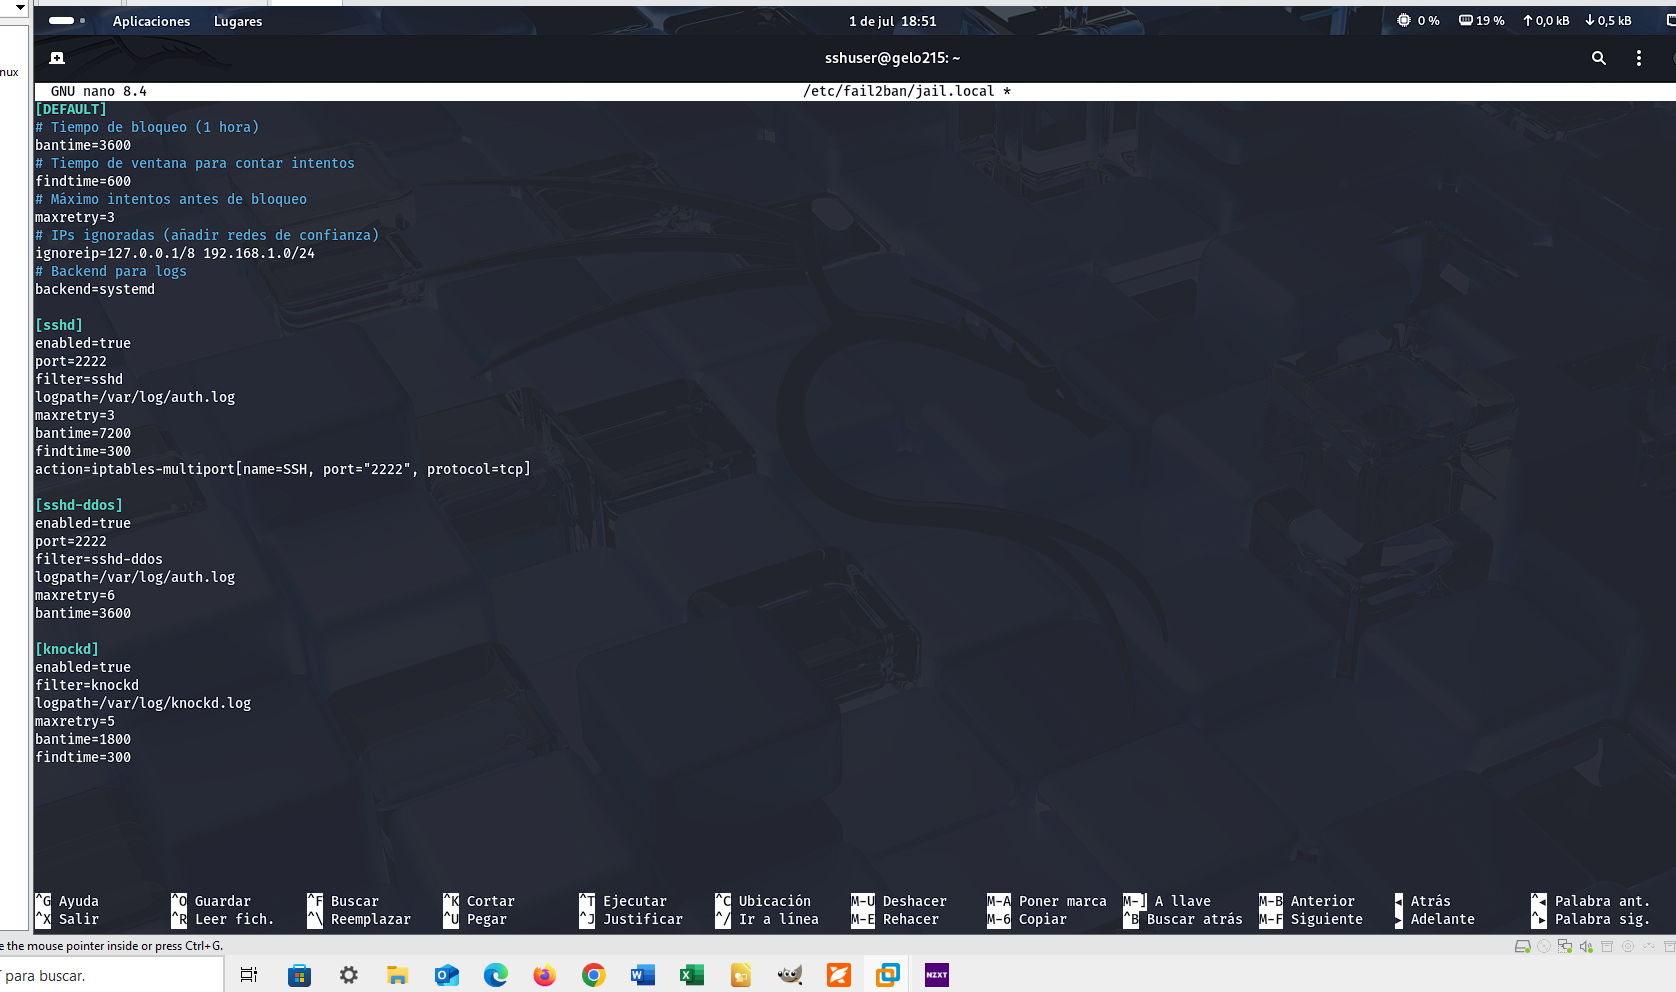 Aplicaciones Lugares 1 de jul 18:51 0 % 19 % 0,0 kB 0,5 kB
sshuser@gelo215: ~
nux
GNU nano 8.4 /etc/fail2ban/jail.local *
[DEFAULT]
# Tiempo de bloqueo (1 hora)
bantime=3600
# Tiempo de ventana para contar intentos
findtime=600
# Máximo intentos antes de bloqueo
maxretry=3
# IPs ignoradas (añadir redes de confianza)
ignoreip=127.0.0.1/8 192.168.1.0/24
# Backend para logs
backend=systemd
[sshd]
enabled=true
port=2222
filter=sshd
logpath=/var/log/auth.log
maxretry=3
bantime=7200
findtime=300
action=iptables-multiport[name=SSH, port="2222", protocol=tcp]
[sshd-ddos]
enabled=true
port=2222
filter=sshd-ddos
logpath=/var/log/auth.log
maxretry=6
bantime=3600
[knockd]
enabled=true
filter=knockd
logpath=/var/log/knockd.log
maxretry=5
bantime=1800
findtime=300
^G Ayuda ^O Guardar ^F Buscar ^K Cortar ^T Ejecutar ^C Ubicación M-U Deshacer M-A Poner marca M-] A llave M-B Anterior ◂ Atrás ^◂ Palabra ant.
^X Salir ^R Leer fich. ^\ Reemplazar ^U Pegar ^J Justificar ^/ Ir a línea M-E Rehacer M-6 Copiar ^B Buscar atrás M-F Siguiente ▸ Adelante ^▸ Palabra sig.
e the mouse pointer inside or press Ctrl+G.
para buscar. NZXT